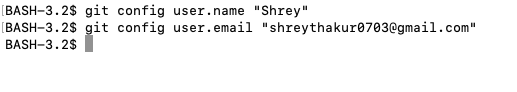 [BASH-3.2$ git config user.name "Shrey"
[BASH-3.2$ git config user.email "shreythakur0703@gmail.com"
BASH-3.2$